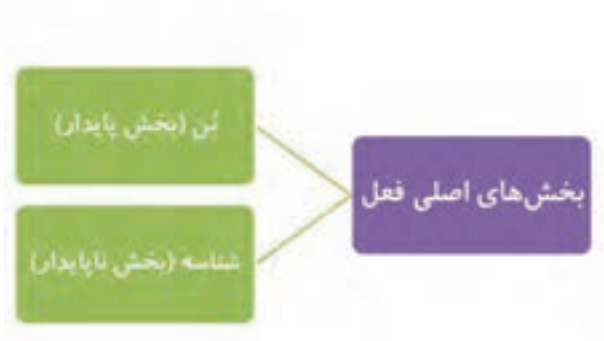 بخش‌های اصلی فعل
بُن (بخش پایدار)
شناسه (بخش ناپایدار)